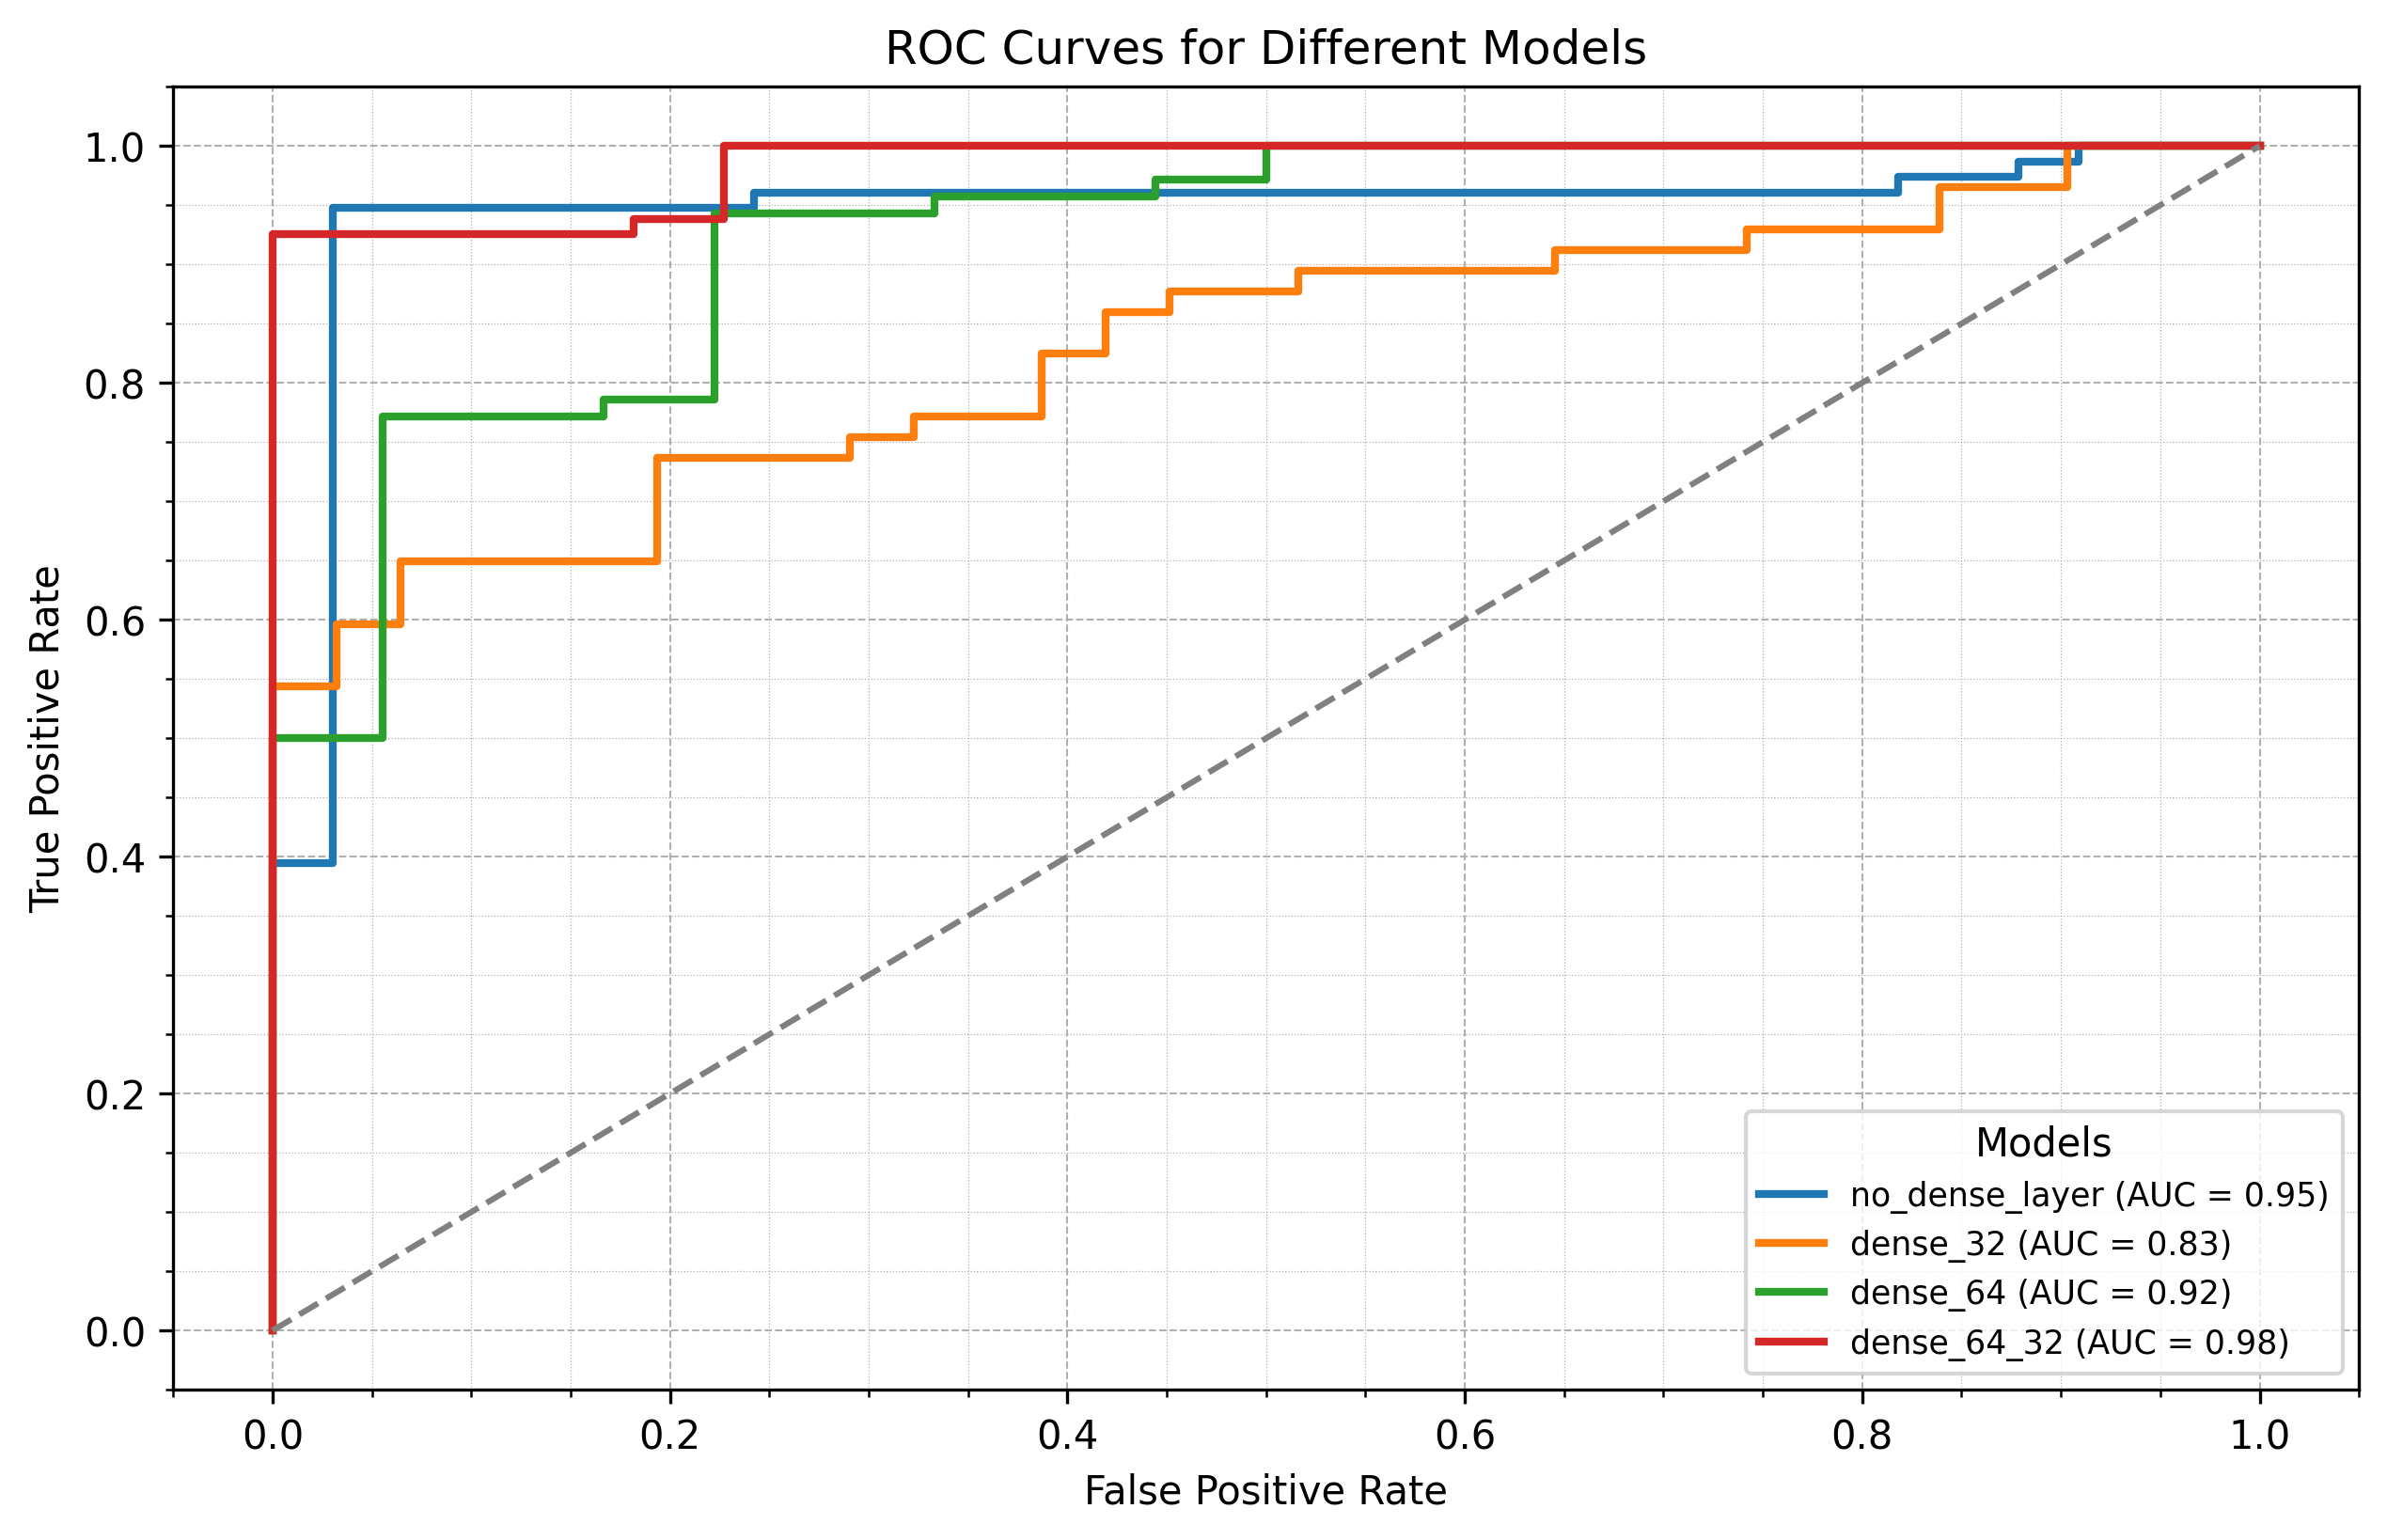 ROC Curves for Different Models
True Positive Rate
1.0
0.8
0.6
0.4
0.2
0.0
0.0 0.2 0.4 0.6 0.8 1.0
False Positive Rate
Models
no_dense_layer (AUC = 0.95)
dense_32 (AUC = 0.83)
dense_64 (AUC = 0.92)
dense_64_32 (AUC = 0.98)